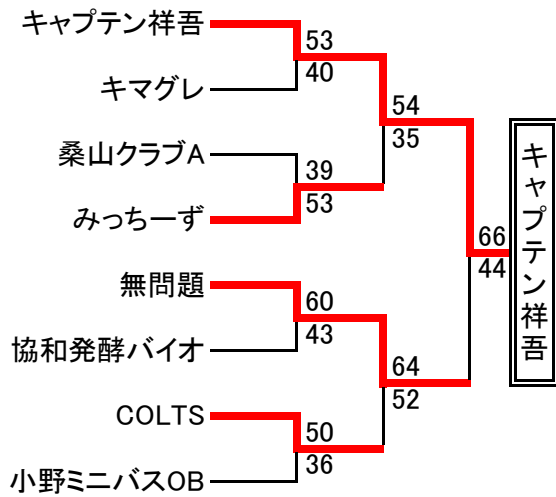 キャプテン祥吾
53
40
キマグレ
54
35
桑山クラブA
39
53
みっちーず
66
44
キャプテン祥吾
無問題
60
43
協和発酵バイオ
64
52
COLTS
50
36
小野ミニバスOB